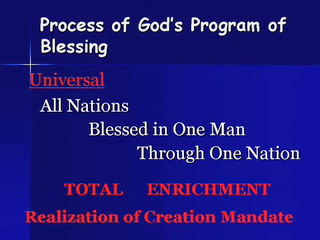 Process of God's Program of
Blessing
Universal
All Nations
Blessed in One Man
Through One Nation
TOTAL ENRICHMENT
Realization of Creation Mandate